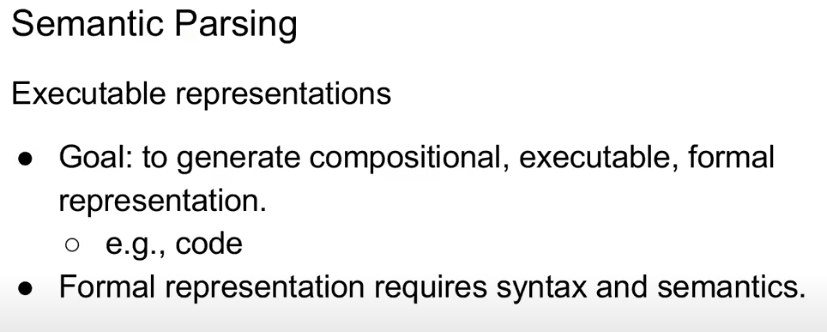 Semantic Parsing
Executable representations
● Goal: to generate compositional, executable, formal
representation.
○ e.g., code
● Formal representation requires syntax and semantics.